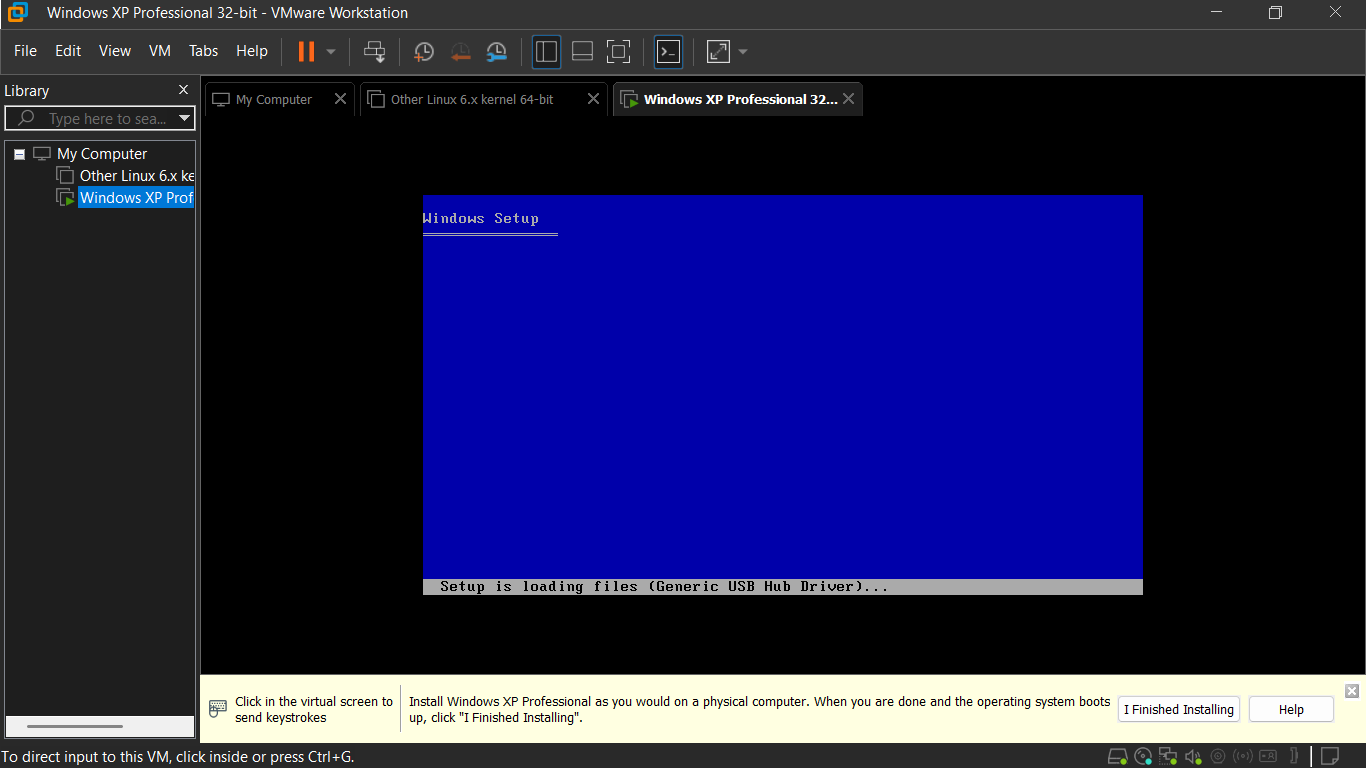 Windows XP Professional 32-bit - VMware Workstation
File Edit View VM Tabs Help
Library
Type here to sea...
My Computer
Other Linux 6.x ke
Windows XP Prof
My Computer
Other Linux 6.x kernel 64-bit
Windows XP Professional 32...
Windows Setup
Setup is loading files (Generic USB Hub Driver)...
Click in the virtual screen to
send keystrokes
Install Windows XP Professional as you would on a physical computer. When you are done and the operating system boots
up, click "I Finished Installing".
I Finished Installing
Help
To direct input to this VM, click inside or press Ctrl+G.